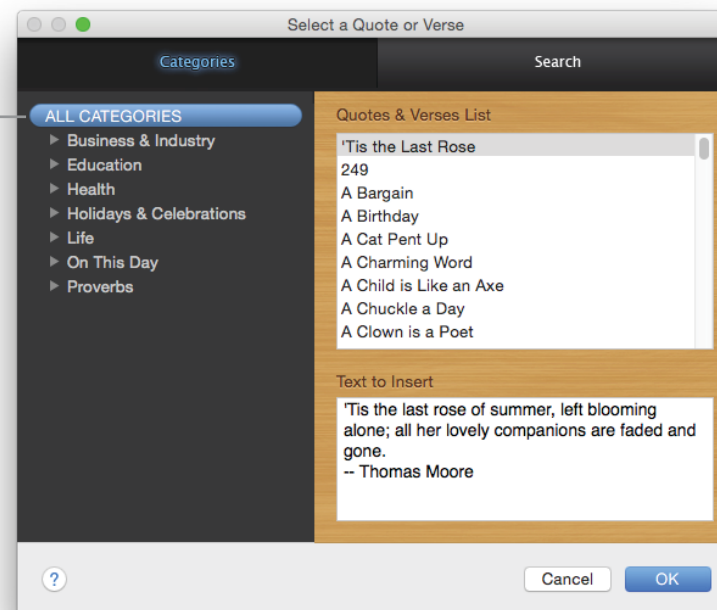 Select a Quote or Verse
Categories
Search
ALL CATEGORIES
Business & Industry
Education
Health
Holidays & Celebrations
Life
On This Day
Proverbs
Quotes & Verses List
'Tis the Last Rose
249
A Bargain
A Birthday
A Cat Pent Up
A Charming Word
A Child is Like an Axe
A Chuckle a Day
A Clown is a Poet
Text to Insert
'Tis the last rose of summer, left blooming
alone; all her lovely companions are faded and
gone.
-- Thomas Moore
?
Cancel
OK